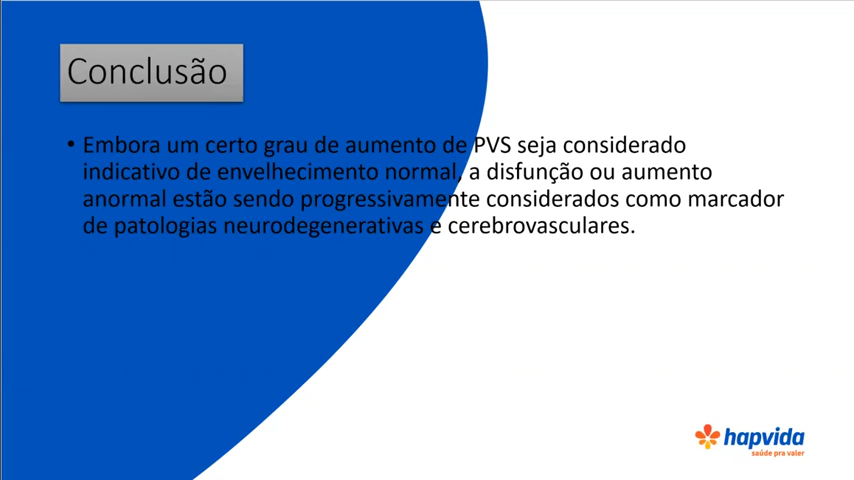 Conclusão
• Embora um certo grau de aumento de PVS seja considerado
indicativo de envelhecimento normal, a disfunção ou aumento
anormal estão sendo progressivamente considerados como marcador
de patologias neurodegenerativas e cerebrovasculares.
hapvida
saúde pra valer